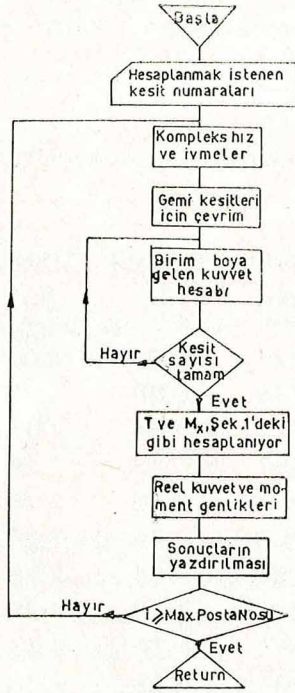 Başla
Hesaplanmak istenen
kesit numaraları
Kompleks hız
ve ivmeler
Gemi kesitleri
için çevrim
Birim boya
gelen kuvvet
hesabı
Kesit
sayısı
tamam
Hayır
Evet
T ve Mx,Şek.1'deki
gibi hesaplanıyor
Reel kuvvet ve mo-
ment genlikleri
Sonuçların
yazdırılması
i ≥Max.PostaNosu
Hayır
Evet
Return